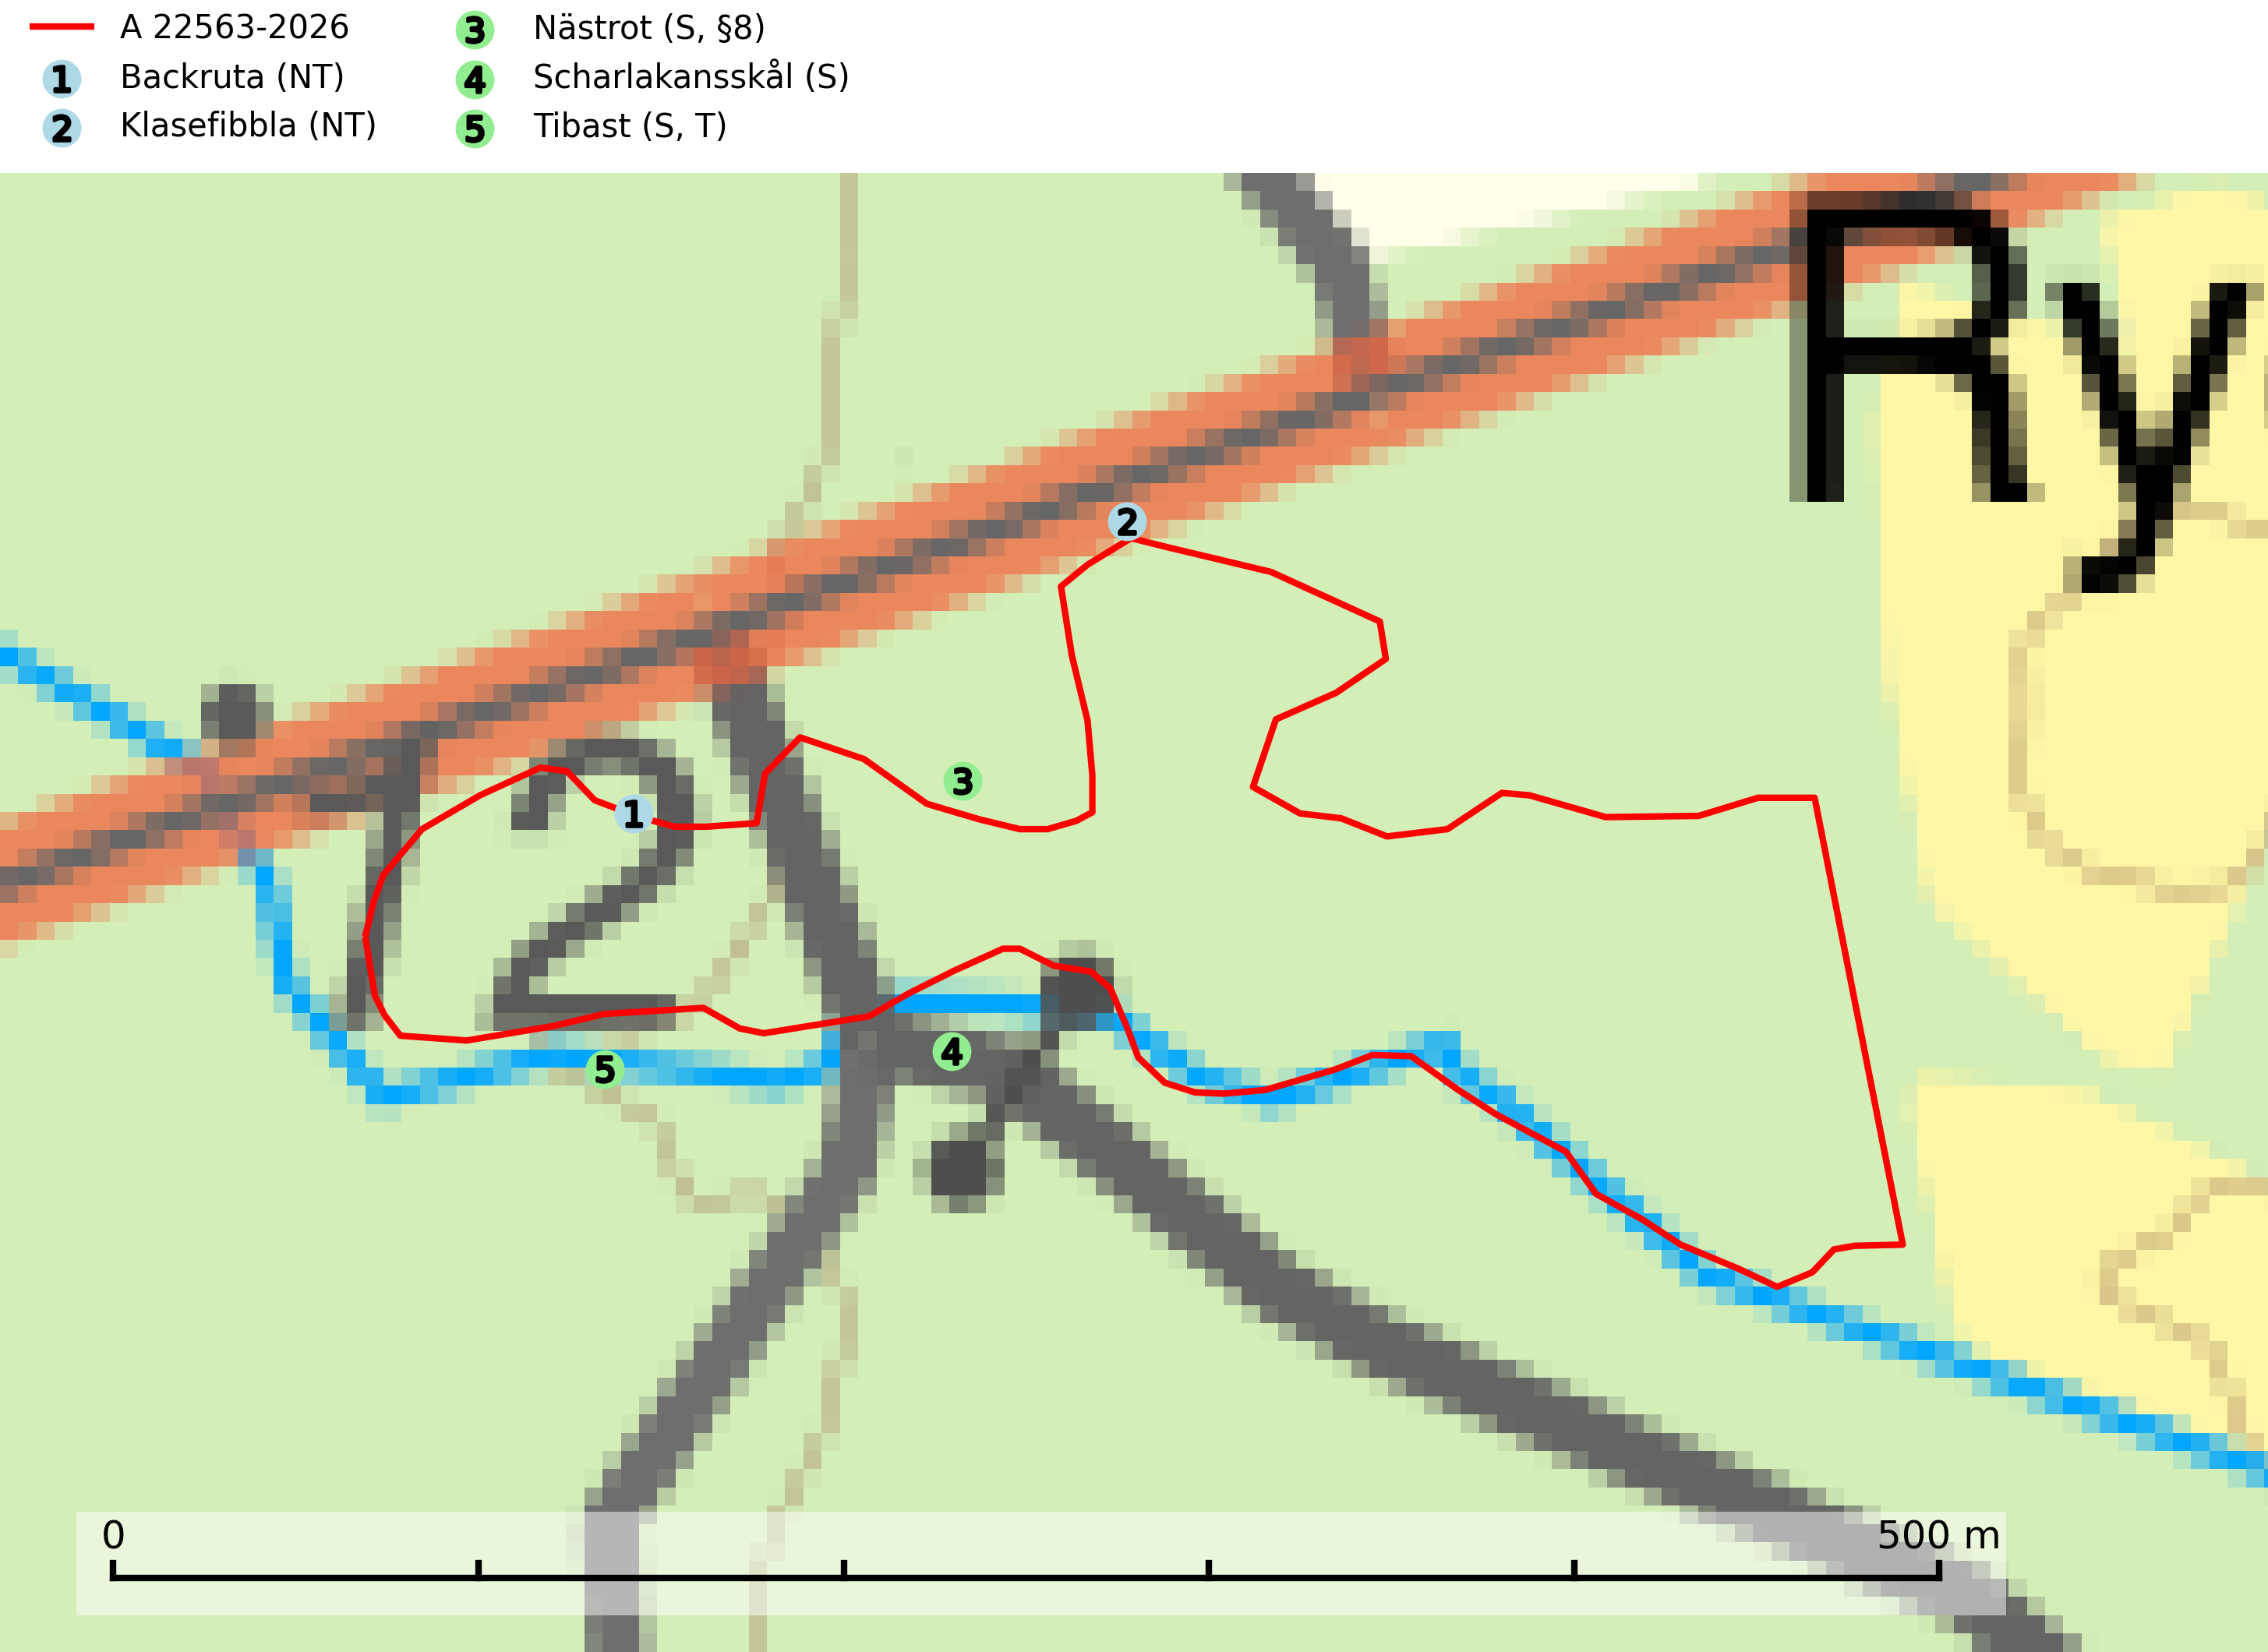 A 22563-2026
1 Backruta (NT)
2 Klasefibbla (NT)
3 Nästrot (S, §8)
4 Scharlakansskål (S)
5 Tibast (S, T)
Ry
2
12
1
3
4
5
0 500 m